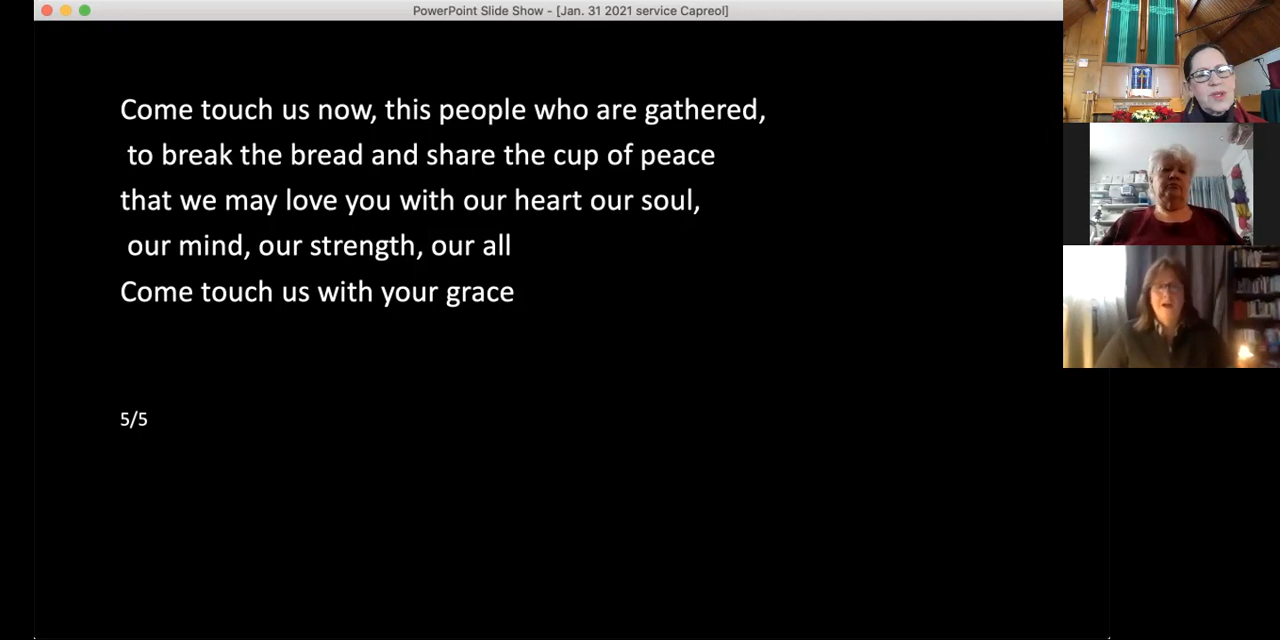 PowerPoint Slide Show - [Jan. 31 2021 service Capreol]
Come touch us now, this people who are gathered,
to break the bread and share the cup of peace
that we may love you with our heart our soul,
our mind, our strength, our all
Come touch us with your grace
5/5